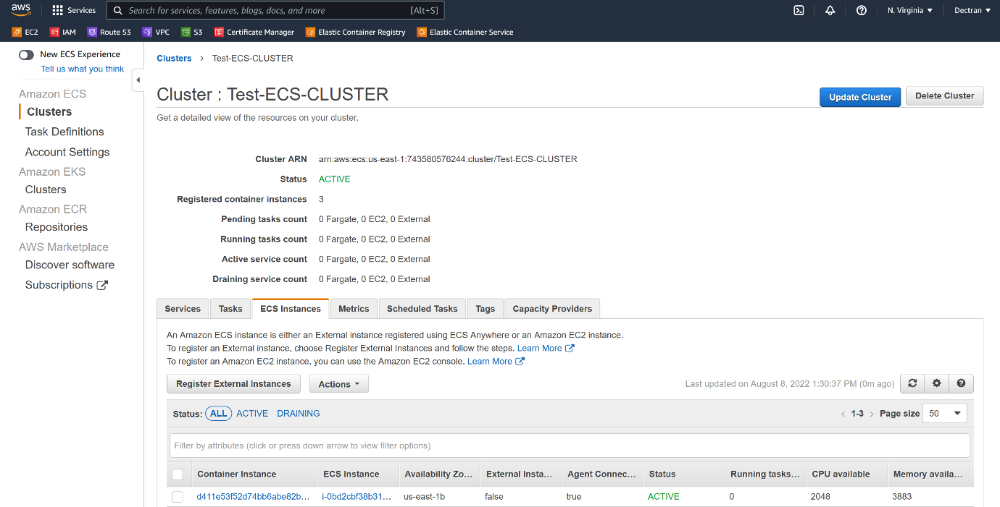 aws Services Search for services, features, blogs, docs, and more [Alt+S] N. Virginia Dectran
EC2 IAM Route 53 VPC S3 Certificate Manager Elastic Container Registry Elastic Container Service
New ECS Experience
Tell us what you think
Amazon ECS
Clusters
Task Definitions
Account Settings
Amazon EKS
Clusters
Amazon ECR
Repositories
AWS Marketplace
Discover software
Subscriptions
Clusters > Test-ECS-CLUSTER
Cluster : Test-ECS-CLUSTER
Update Cluster Delete Cluster
Get a detailed view of the resources on your cluster.
Cluster ARN arn:aws:ecs:us-east-1:743580576244:cluster/Test-ECS-CLUSTER
Status ACTIVE
Registered container instances 3
Pending tasks count 0 Fargate, 0 EC2, 0 External
Running tasks count 0 Fargate, 0 EC2, 0 External
Active service count 0 Fargate, 0 EC2, 0 External
Draining service count 0 Fargate, 0 EC2, 0 External
Services Tasks ECS Instances Metrics Scheduled Tasks Tags Capacity Providers
An Amazon ECS instance is either an External instance registered using ECS Anywhere or an Amazon EC2 instance.
To register an External instance, choose Register External Instances and follow the steps. Learn More
To register an Amazon EC2 instance, you can use the Amazon EC2 console. Learn More
Register External Instances Actions Last updated on August 8, 2022 1:30:37 PM (0m ago)
Status: ALL ACTIVE DRAINING < 1-3 > Page size 50
Filter by attributes (click or press down arrow to view filter options)
Container Instance ECS Instance Availability Zo... External Insta... Agent Connec... Status Running tasks... CPU available Memory availa...
d411e53f52d74bb6abe82b... i-0bd2cbf38b31... us-east-1b false true ACTIVE 0 2048 3883